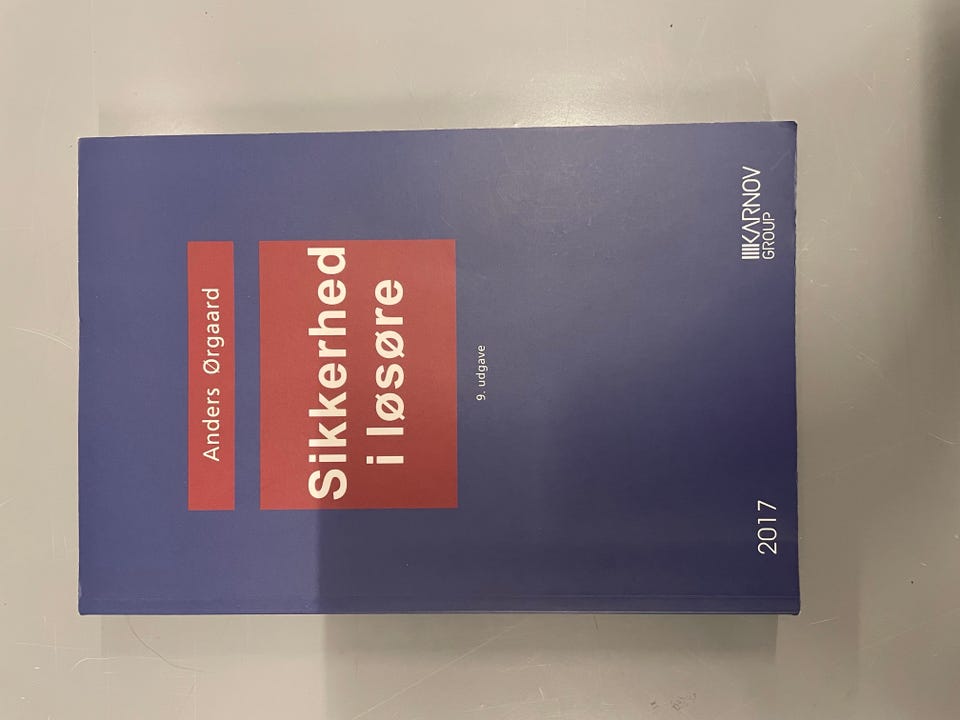 Anders Ørgaard
Sikkerhed
i løsøre
9. udgave
2017
KARNOV
GROUP